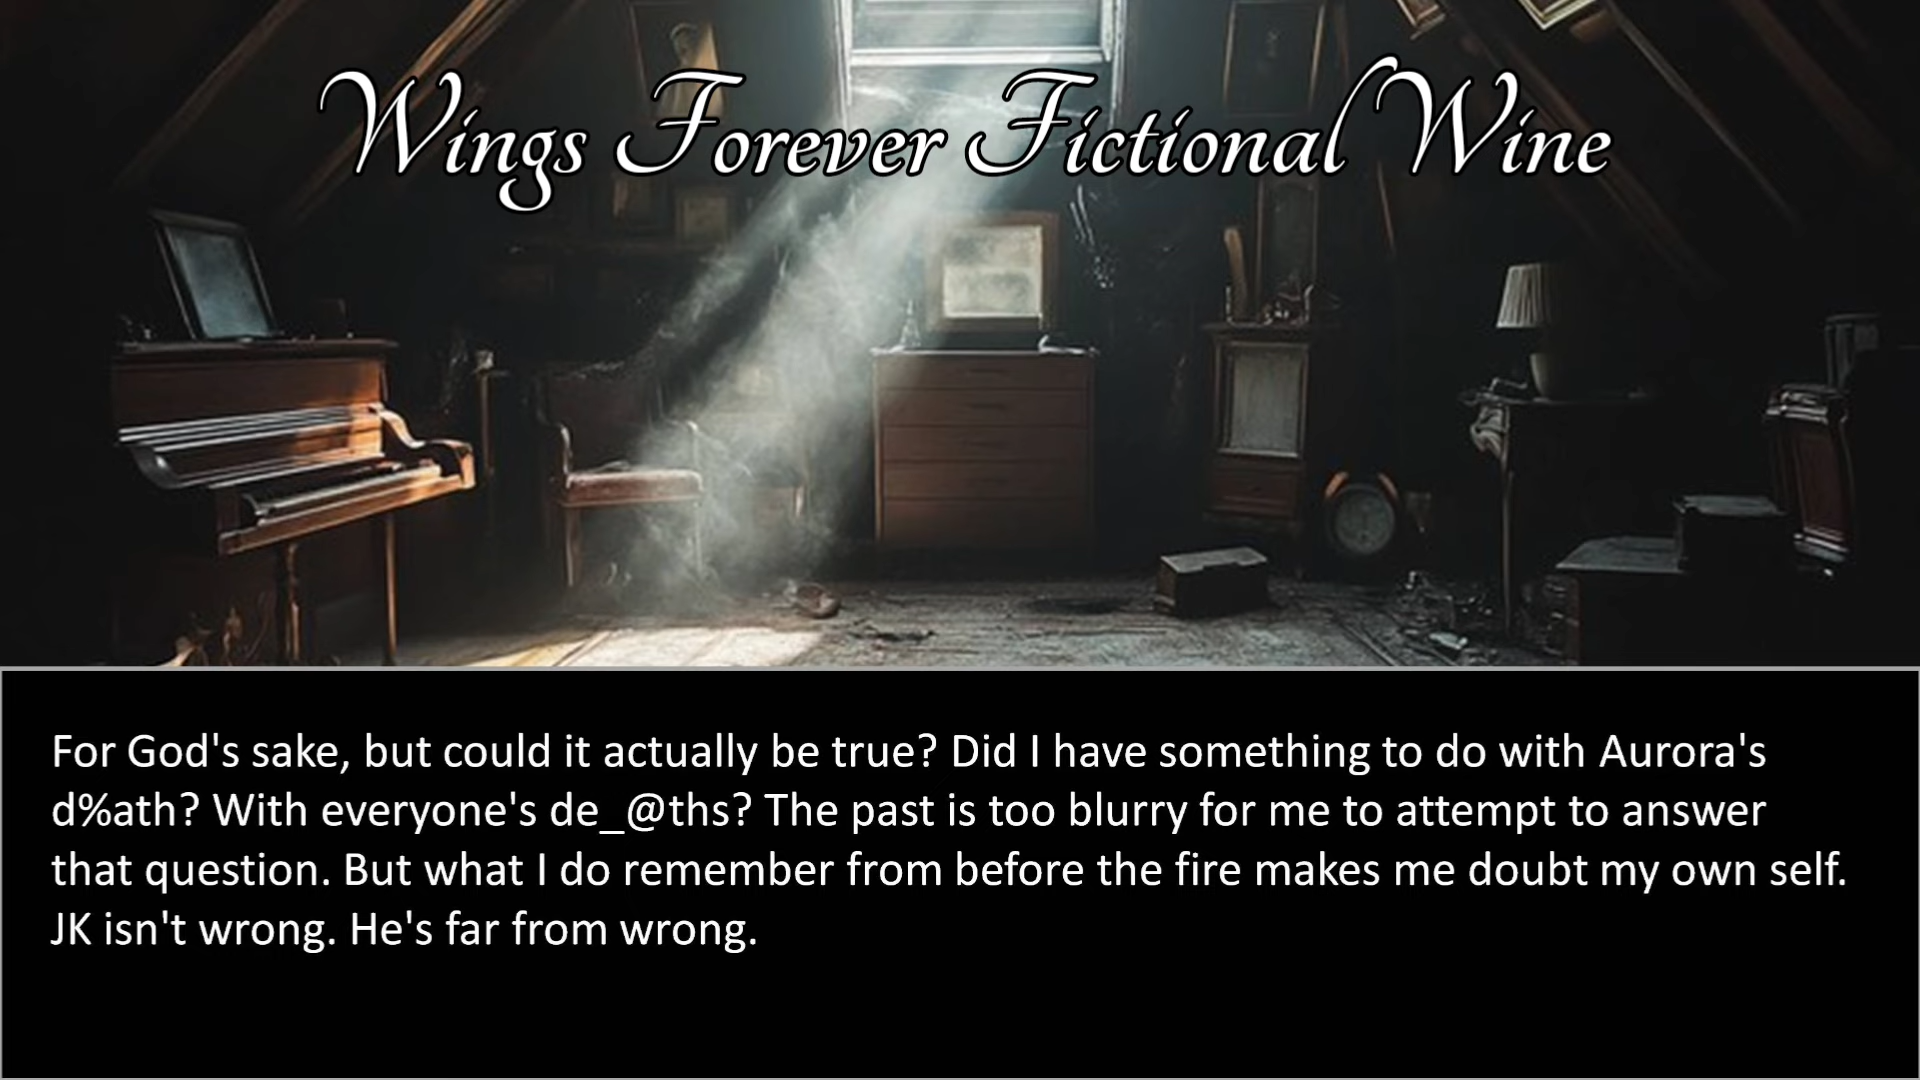 Wings Forever Fictional Wine
For God's sake, but could it actually be true? Did I have something to do with Aurora's
d%ath? With everyone's de_@ths? The past is too blurry for me to attempt to answer
that question. But what I do remember from before the fire makes me doubt my own self.
JK isn't wrong. He's far from wrong.